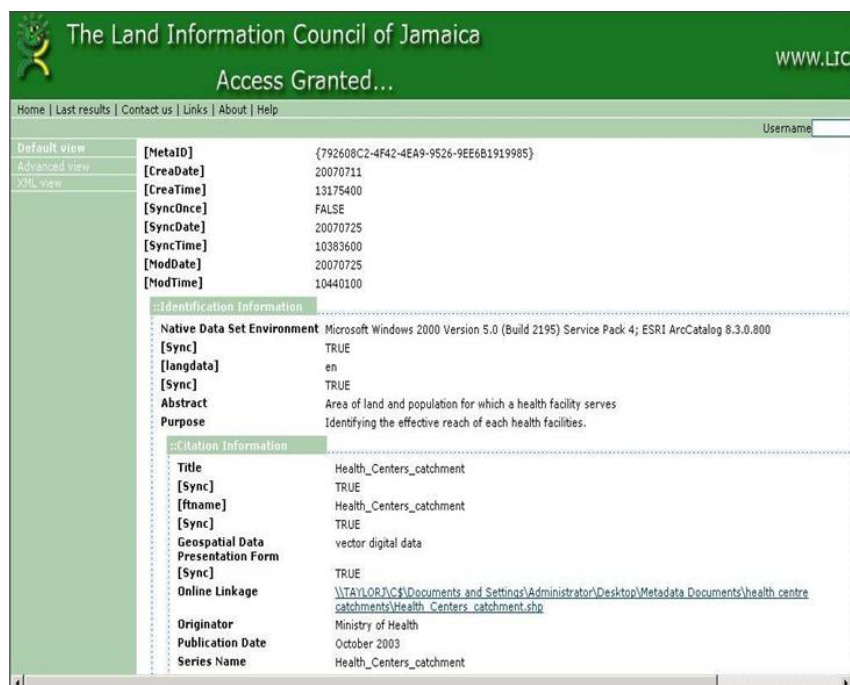 The Land Information Council of Jamaica
Access Granted...
WWW.LIC
Home | Last results | Contact us | Links | About | Help
Username
Default view
Advanced view
XML view
[MetaID] {792608C2-4F42-4EA9-9526-9EE6B1919985}
[CreaDate] 20070711
[CreaTime] 13175400
[SyncOnce] FALSE
[SyncDate] 20070725
[SyncTime] 10383600
[ModDate] 20070725
[ModTime] 10440100
::Identification Information
Native Data Set Environment Microsoft Windows 2000 Version 5.0 (Build 2195) Service Pack 4; ESRI ArcCatalog 8.3.0.800
[Sync] TRUE
[langdata] en
[Sync] TRUE
Abstract Area of land and population for which a health facility serves
Purpose Identifying the effective reach of each health facilities.
::Citation Information
Title Health_Centers_catchment
[Sync] TRUE
[ftname] Health_Centers_catchment
[Sync] TRUE
Geospatial Data vector digital data
Presentation Form
[Sync] TRUE
Online Linkage \\TAYLORJ\C$\Documents and Settings\Administrator\Desktop\Metadata Documents\health centre
catchments\Health_Centers_catchment.shp
Originator Ministry of Health
Publication Date October 2003
Series Name Health_Centers_catchment